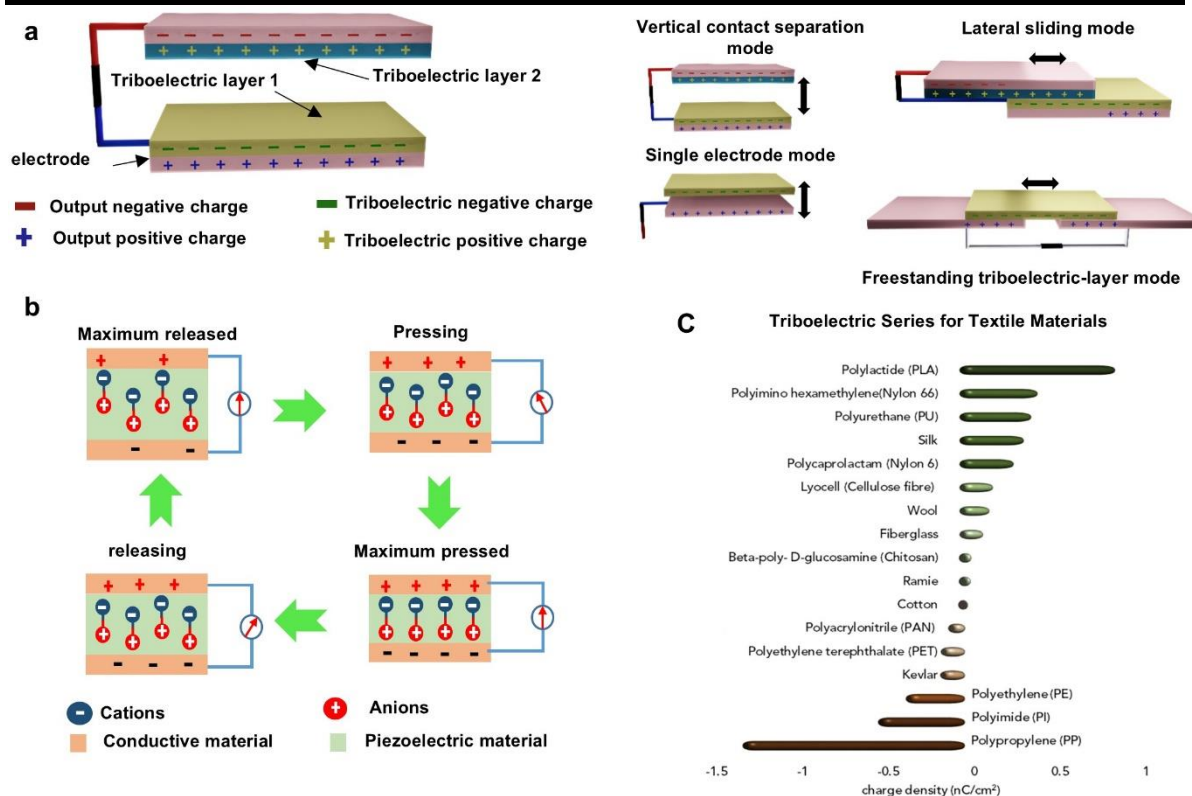 a
Triboelectric layer 1
Triboelectric layer 2
electrode
Output negative charge
Triboelectric negative charge
Output positive charge
Triboelectric positive charge
Vertical contact separation
mode
Lateral sliding mode
Single electrode mode
Freestanding triboelectric-layer mode
b
Maximum released
Pressing
releasing
Maximum pressed
Cations
Anions
Conductive material
Piezoelectric material
C
Triboelectric Series for Textile Materials
Polylactide (PLA)
Polyimino hexamethylene(Nylon 66)
Polyurethane (PU)
Silk
Polycaprolactam (Nylon 6)
Lyocell (Cellulose fibre)
Wool
Fiberglass
Beta-poly- D-glucosamine (Chitosan)
Ramie
Cotton
Polyacrylonitrile (PAN)
Polyethylene terephthalate (PET)
Kevlar
Polyethylene (PE)
Polyimide (PI)
Polypropylene (PP)
-1.5 -1 -0.5 0 0.5 1
charge density (nC/cm²)